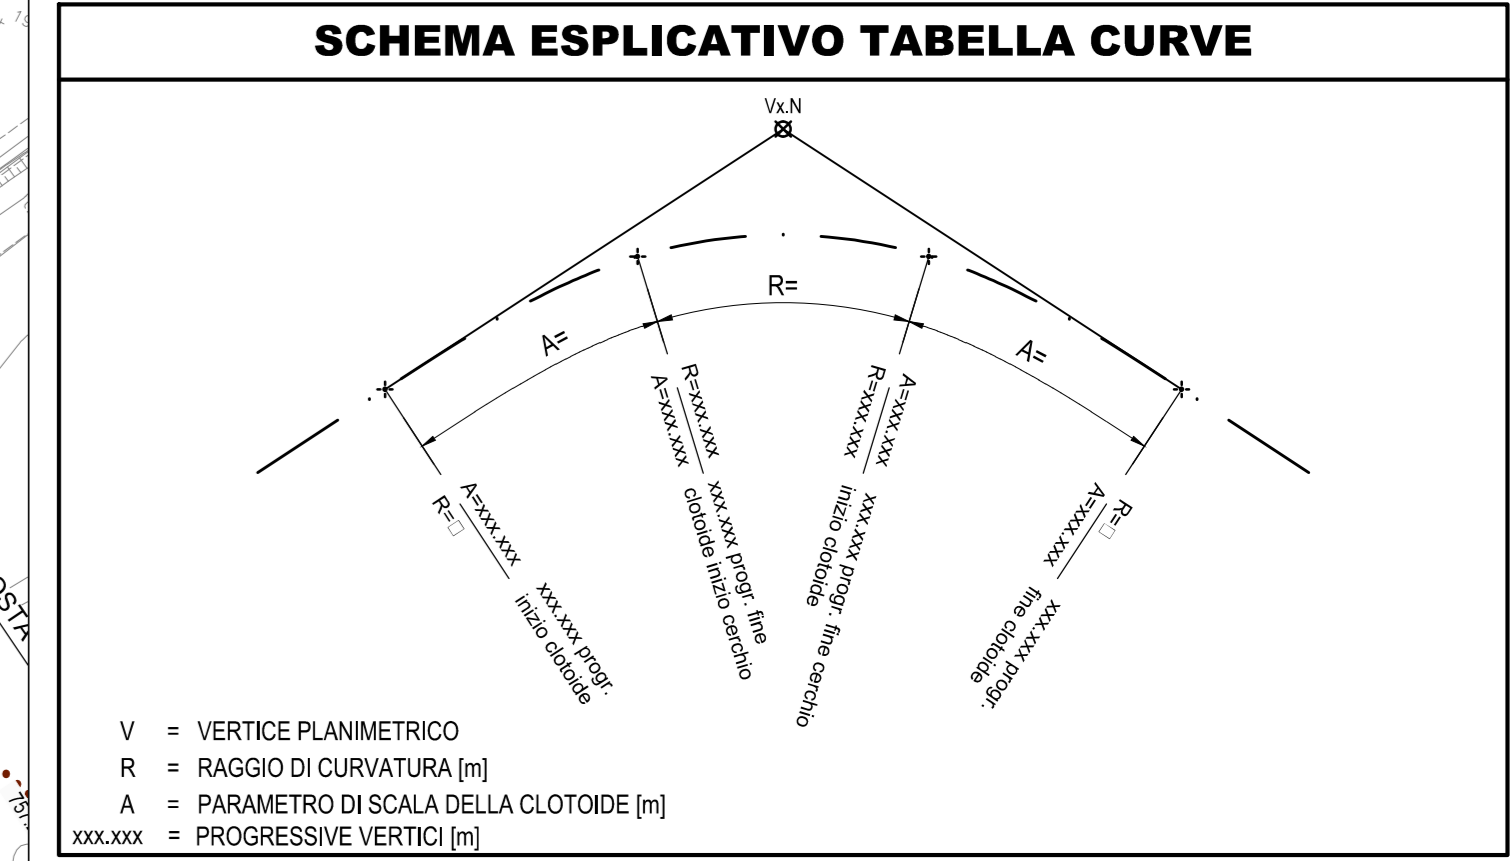 SCHEMA ESPLICATIVO TABELLA CURVE
Vx.N
R=
A=
A=
R=xxx.xxx
A=xxx.xxx
xxx.xxx progr. fine
clotoide inizio cerchio
A=xxx.xxx
R=xxx.xxx
xxx.xxx progr. fine cerchio
inizio clotoide
A=xxx.xxx
R=□
xxx.xxx progr.
inizio clotoide
R=□
A=xxx.xxx
xxx.xxx progr.
fine clotoide
V = VERTICE PLANIMETRICO
R = RAGGIO DI CURVATURA [m]
A = PARAMETRO DI SCALA DELLA CLOTOIDE [m]
xxx.xxx = PROGRESSIVE VERTICI [m]